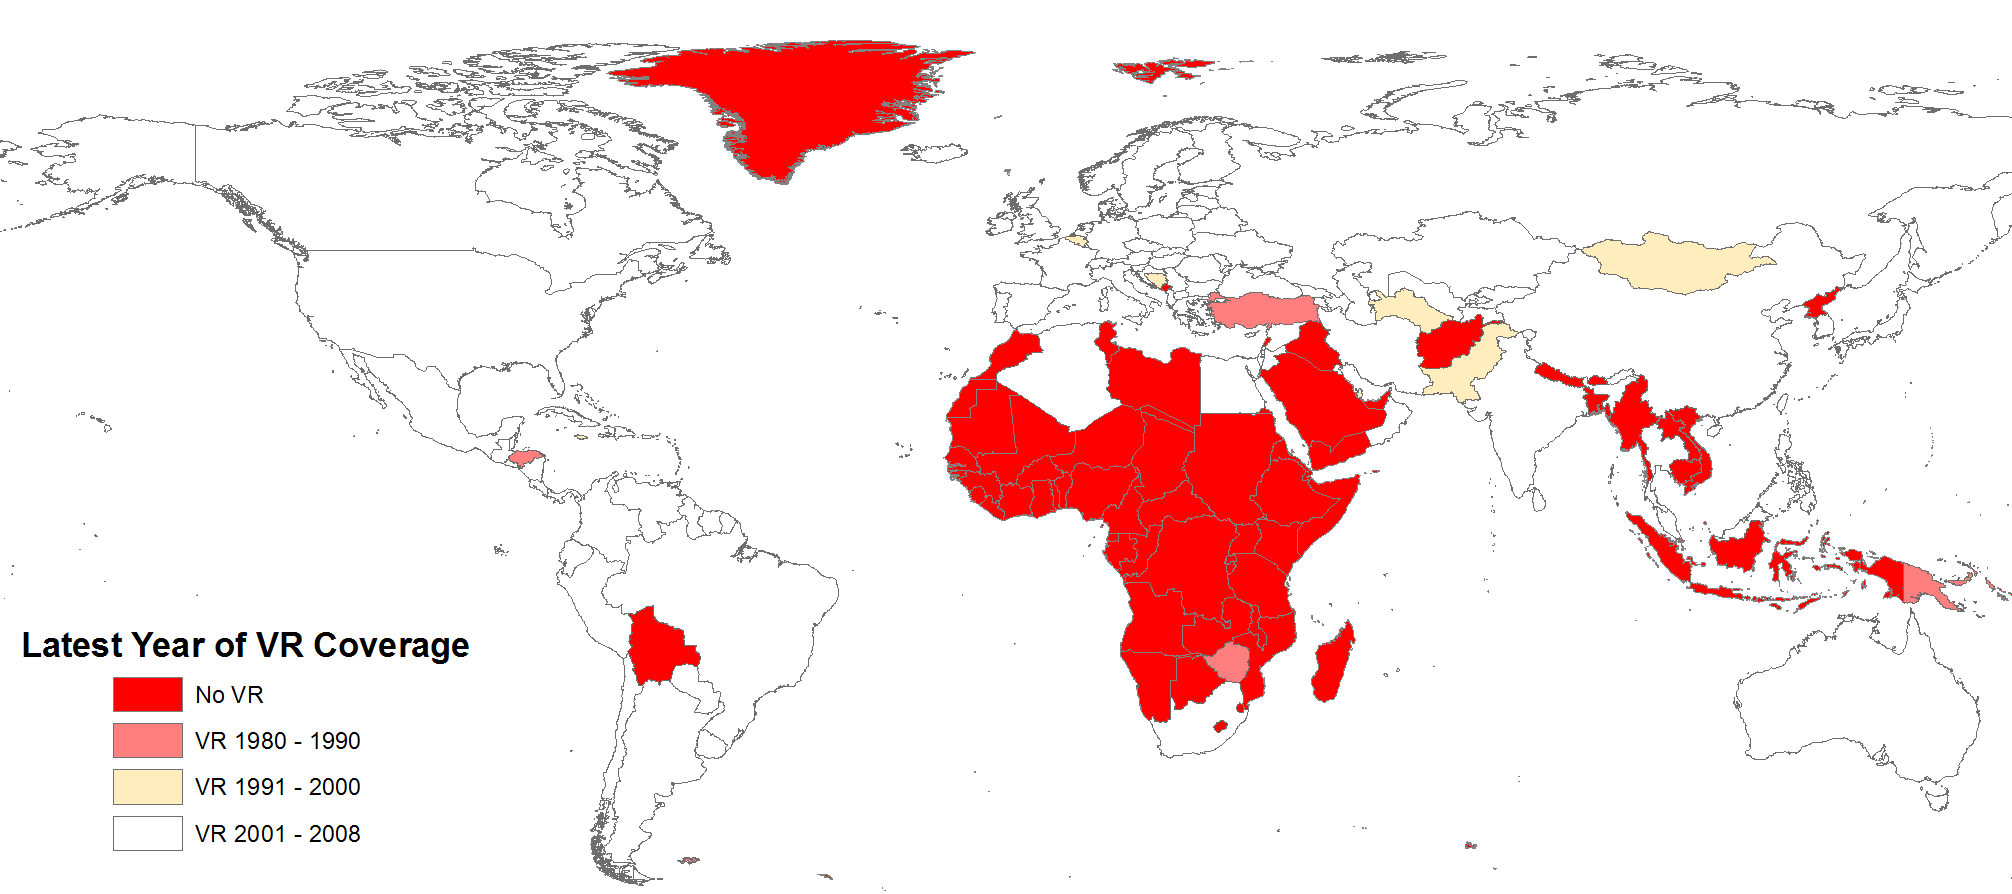 Latest Year of VR Coverage
No VR
VR 1980 - 1990
VR 1991 - 2000
VR 2001 - 2008